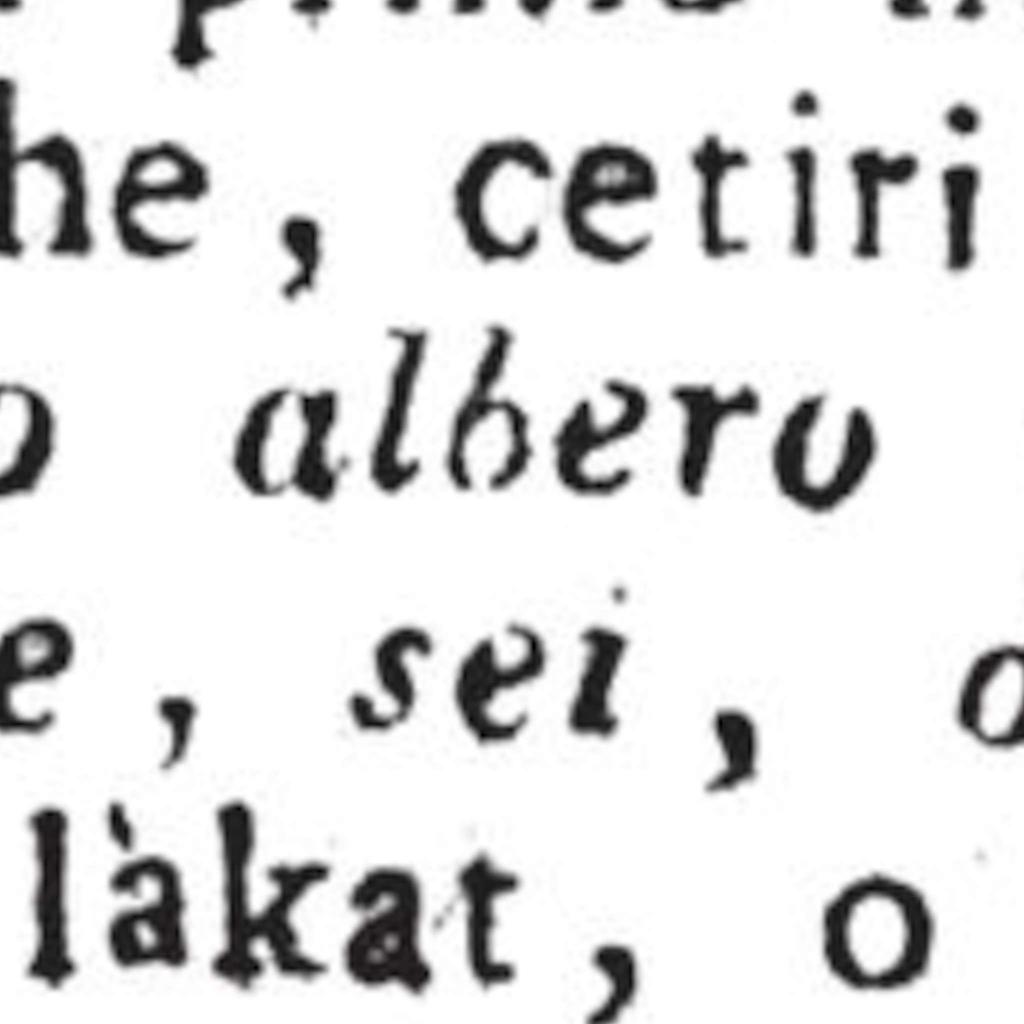 he, cetiri
o albero
e, sei, o
làkat, o